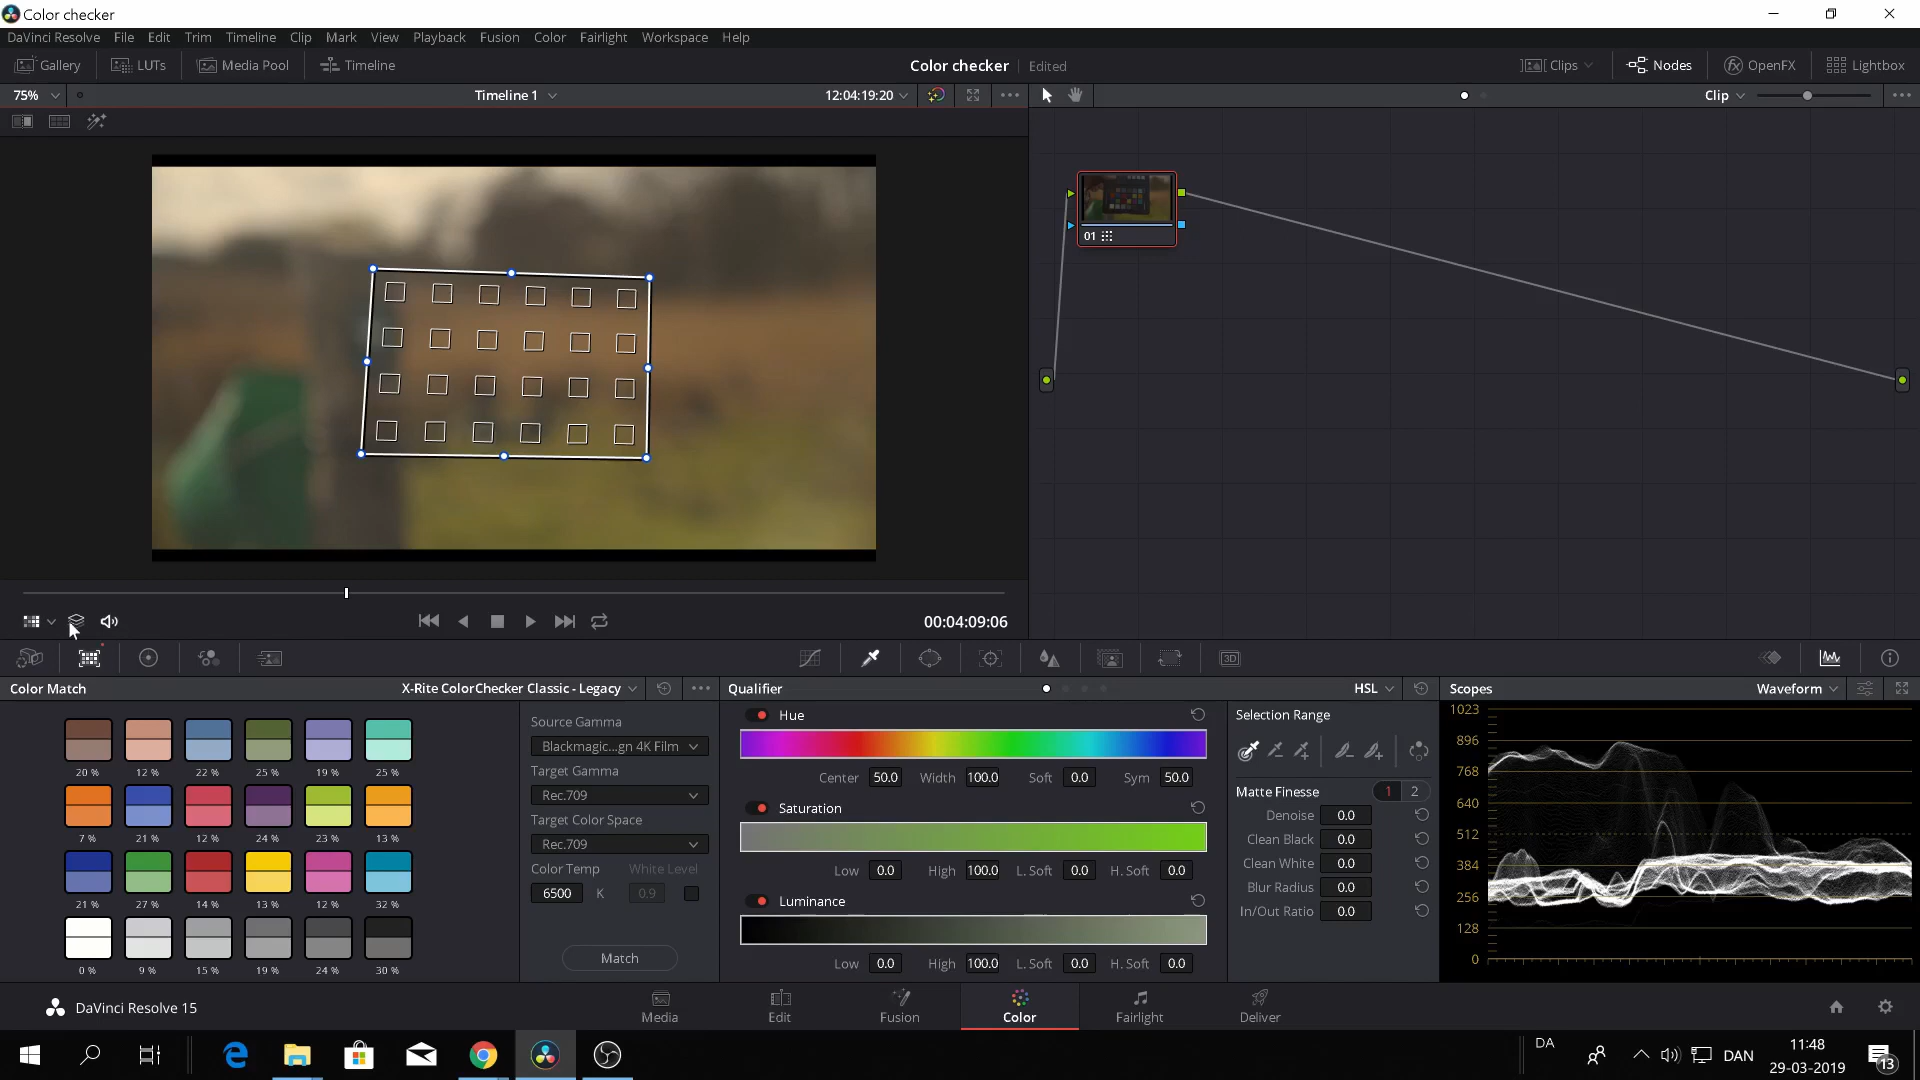 Color checker
DaVinci Resolve File Edit Trim Timeline Clip Mark View Playback Fusion Color Fairlight Workspace Help
Gallery LUTs Media Pool Timeline Color checker Edited Clips Nodes OpenFX Lightbox
75% Timeline 1 12:04:19:20 Clip
01
00:04:09:06
Color Match X-Rite ColorChecker Classic - Legacy Qualifier HSL Scopes Waveform
20 % 12 % 22 % 25 % 19 % 25 %
7 % 21 % 12 % 24 % 23 % 13 %
21 % 27 % 14 % 13 % 12 % 32 %
0 % 9 % 15 % 19 % 24 % 30 %
Source Gamma
Blackmagic...gn 4K Film
Target Gamma
Rec.709
Target Color Space
Rec.709
Color Temp White Level
6500 K 0.9
Match
Hue
Center 50.0 Width 100.0 Soft 0.0 Sym 50.0
Saturation
Low 0.0 High 100.0 L. Soft 0.0 H. Soft 0.0
Luminance
Low 0.0 High 100.0 L. Soft 0.0 H. Soft 0.0
Selection Range
Matte Finesse 1 2
Denoise 0.0
Clean Black 0.0
Clean White 0.0
Blur Radius 0.0
In/Out Ratio 0.0
1023
896
768
640
512
384
256
128
0
DaVinci Resolve 15 Media Edit Fusion Color Fairlight Deliver
3D
DA
DAN
11:48
29-03-2019
13